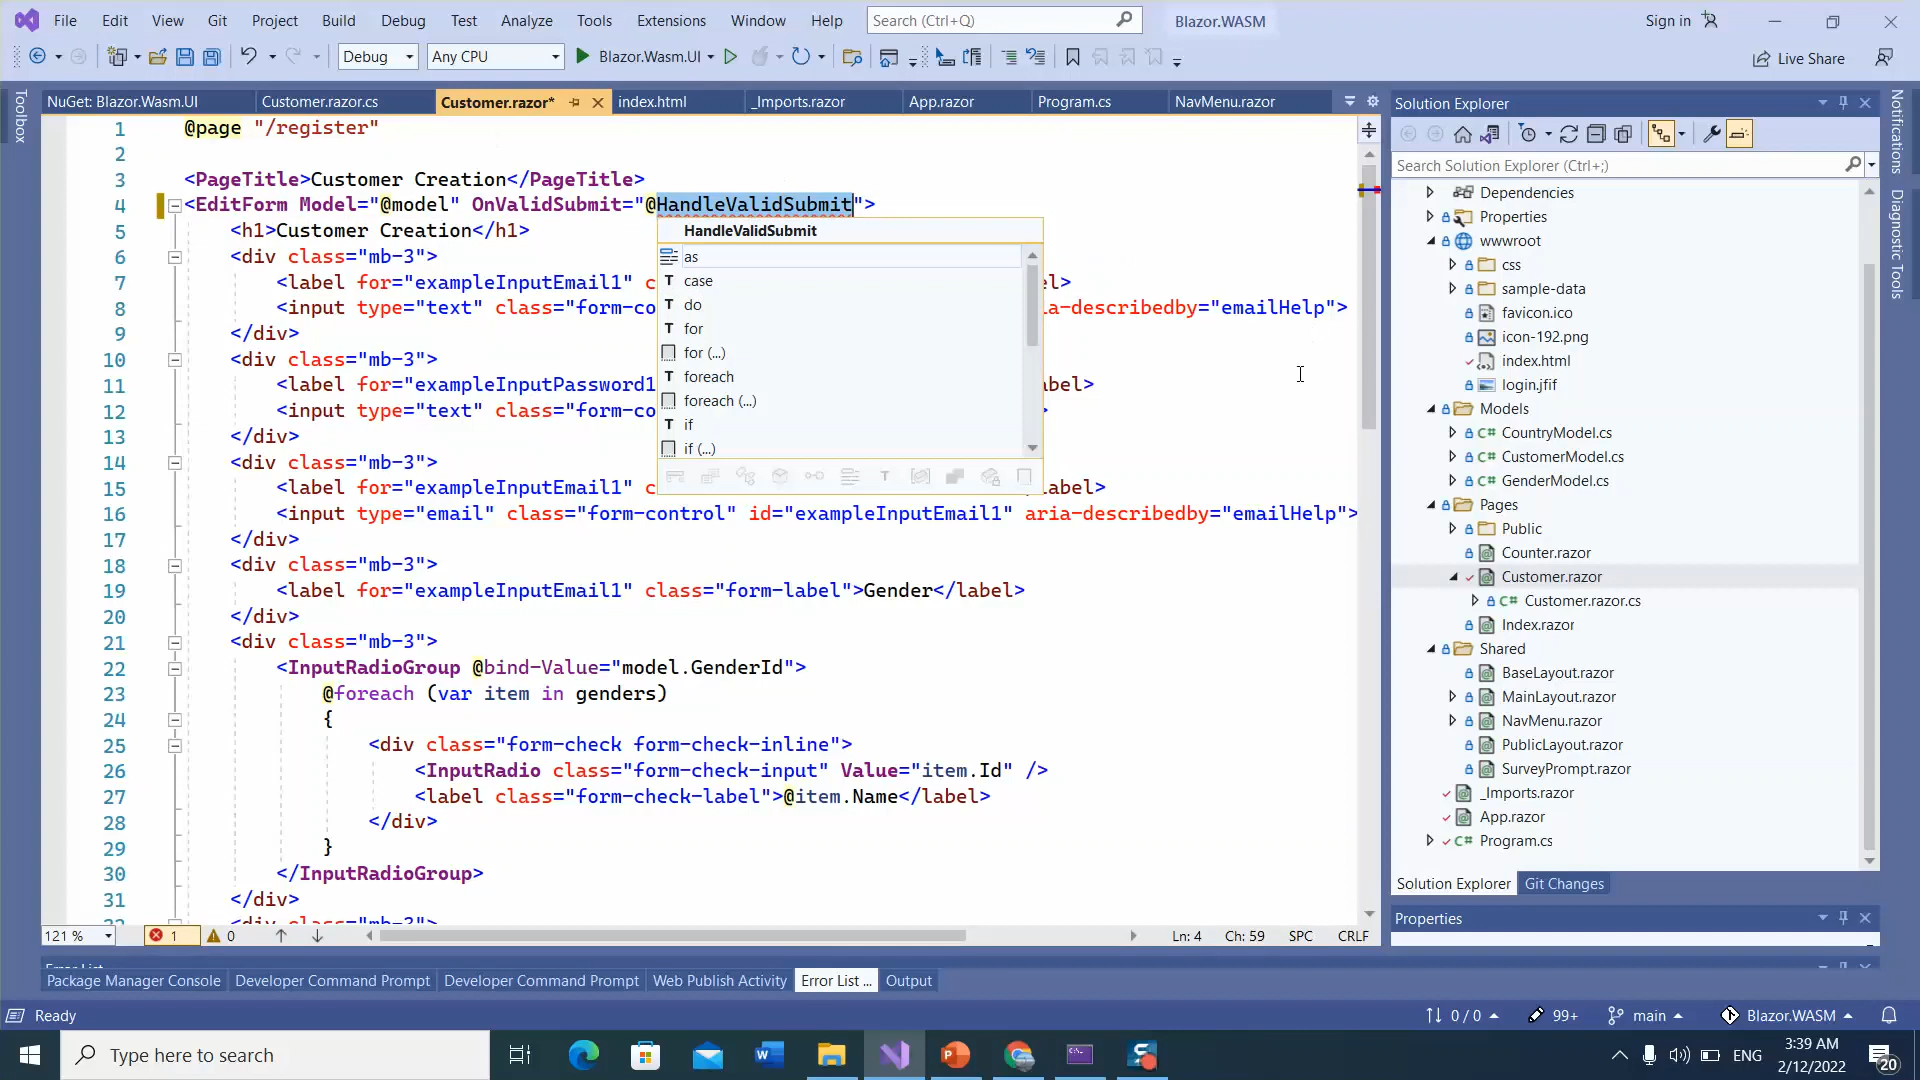 File Edit View Git Project Build Debug Test Analyze Tools Extensions Window Help Search (Ctrl+Q) Blazor.WASM Sign in
Debug Any CPU Blazor.Wasm.UI Live Share
Toolbox
NuGet: Blazor.Wasm.UI Customer.razor.cs Customer.razor* index.html _Imports.razor App.razor Program.cs NavMenu.razor
1 @page "/register"
2
3 <PageTitle>Customer Creation</PageTitle>
4 <EditForm Model="@model" OnValidSubmit="@HandleValidSubmit">
5 <h1>Customer Creation</h1>
6 <div class="mb-3">
7 <label for="exampleInputEmail1" c el>
8 <input type="text" class="form-co ia-describedby="emailHelp">
9 </div>
10 <div class="mb-3">
11 <label for="exampleInputPassword1 abel>
12 <input type="text" class="form-co >
13 </div>
14 <div class="mb-3">
15 <label for="exampleInputEmail1" c label>
16 <input type="email" class="form-control" id="exampleInputEmail1" aria-describedby="emailHelp">
17 </div>
18 <div class="mb-3">
19 <label for="exampleInputEmail1" class="form-label">Gender</label>
20 </div>
21 <div class="mb-3">
22 <InputRadioGroup @bind-Value="model.GenderId">
23 @foreach (var item in genders)
24 {
25 <div class="form-check form-check-inline">
26 <InputRadio class="form-check-input" Value="item.Id" />
27 <label class="form-check-label">@item.Name</label>
28 </div>
29 }
30 </InputRadioGroup>
31 </div>
32 <div class="mb-3">
HandleValidSubmit
as
case
do
for
for (...)
foreach
foreach (...)
if
if (...)
121 % 1 0 Ln: 4 Ch: 59 SPC CRLF
Error List
Package Manager Console Developer Command Prompt Developer Command Prompt Web Publish Activity Error List ... Output
Solution Explorer
Search Solution Explorer (Ctrl+;)
Dependencies
Properties
wwwroot
css
sample-data
favicon.ico
icon-192.png
index.html
login.jfif
Models
CountryModel.cs
CustomerModel.cs
GenderModel.cs
Pages
Public
Counter.razor
Customer.razor
Customer.razor.cs
Index.razor
Shared
BaseLayout.razor
MainLayout.razor
NavMenu.razor
PublicLayout.razor
SurveyPrompt.razor
_Imports.razor
App.razor
Program.cs
Solution Explorer Git Changes
Properties
Notifications
Diagnostic Tools
Ready 0 / 0 99+ main Blazor.WASM
Type here to search ENG 3:39 AM
2/12/2022 20